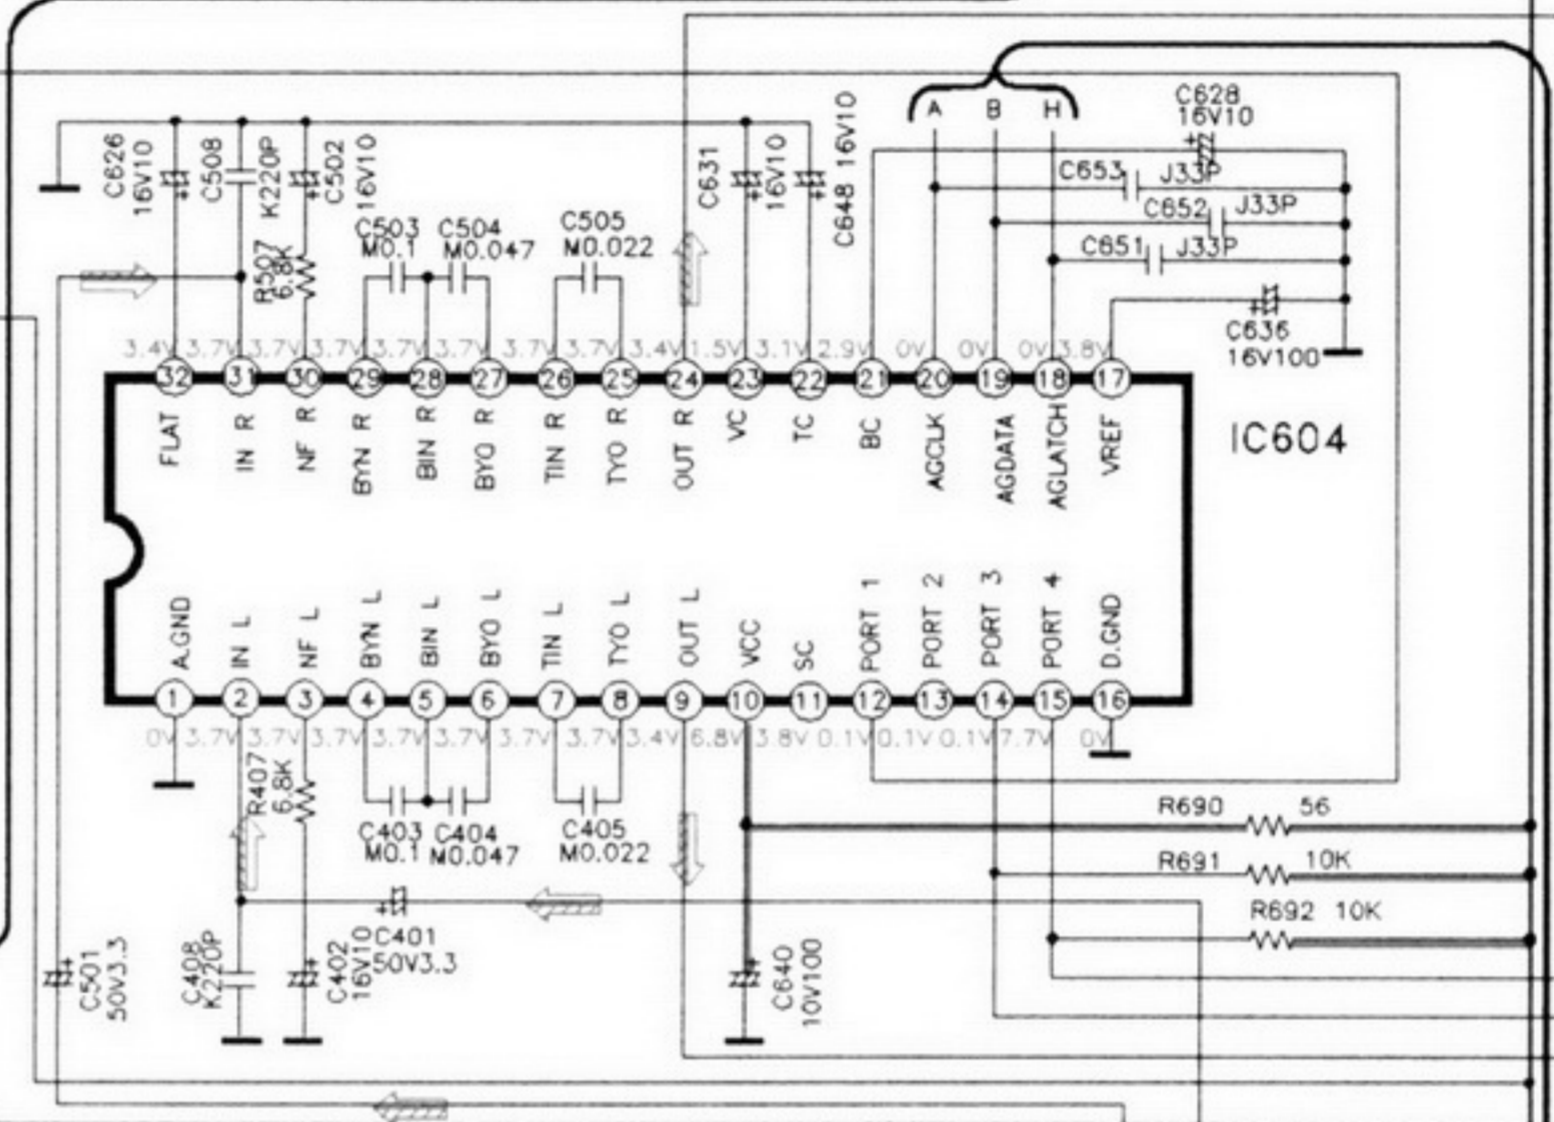 A B H
C628
16V10
C626
16V10
C508
K220P
C502
16V10
C631
16V10
C648 16V10
C653 J33P
C652 J33P
C651 J33P
C636
16V100
R507
6.8K
C503
M0.1
C504
M0.047
C505
M0.022
3.4V 3.7V 3.7V 3.7V 3.7V 3.7V 3.7V 3.7V 3.4V 1.5V 3.1V 2.9V 0V 0V 0V 3.8V
32 31 30 29 28 27 26 25 24 23 22 21 20 19 18 17
FLAT
IN R
NF R
BYN R
BIN R
BYO R
TIN R
TYO R
OUT R
VC
TC
BC
AGCLK
AGDATA
AGLATCH
VREF
IC604
A.GND
IN L
NF L
BYN L
BIN L
BYO L
TIN L
TYO L
OUT L
VCC
SC
PORT 1
PORT 2
PORT 3
PORT 4
D.GND
1 2 3 4 5 6 7 8 9 10 11 12 13 14 15 16
0V 3.7V 3.7V 3.7V 3.7V 3.7V 3.7V 3.7V 3.4V 6.8V 3.8V 0.1V 0.1V 0.1V 7.7V 0V
R407
6.8K
C403
M0.1
C404
M0.047
C405
M0.022
R690 56
R691 10K
R692 10K
C501
50V3.3
C408
K220P
C402
16V10
C401
50V3.3
C640
10V100